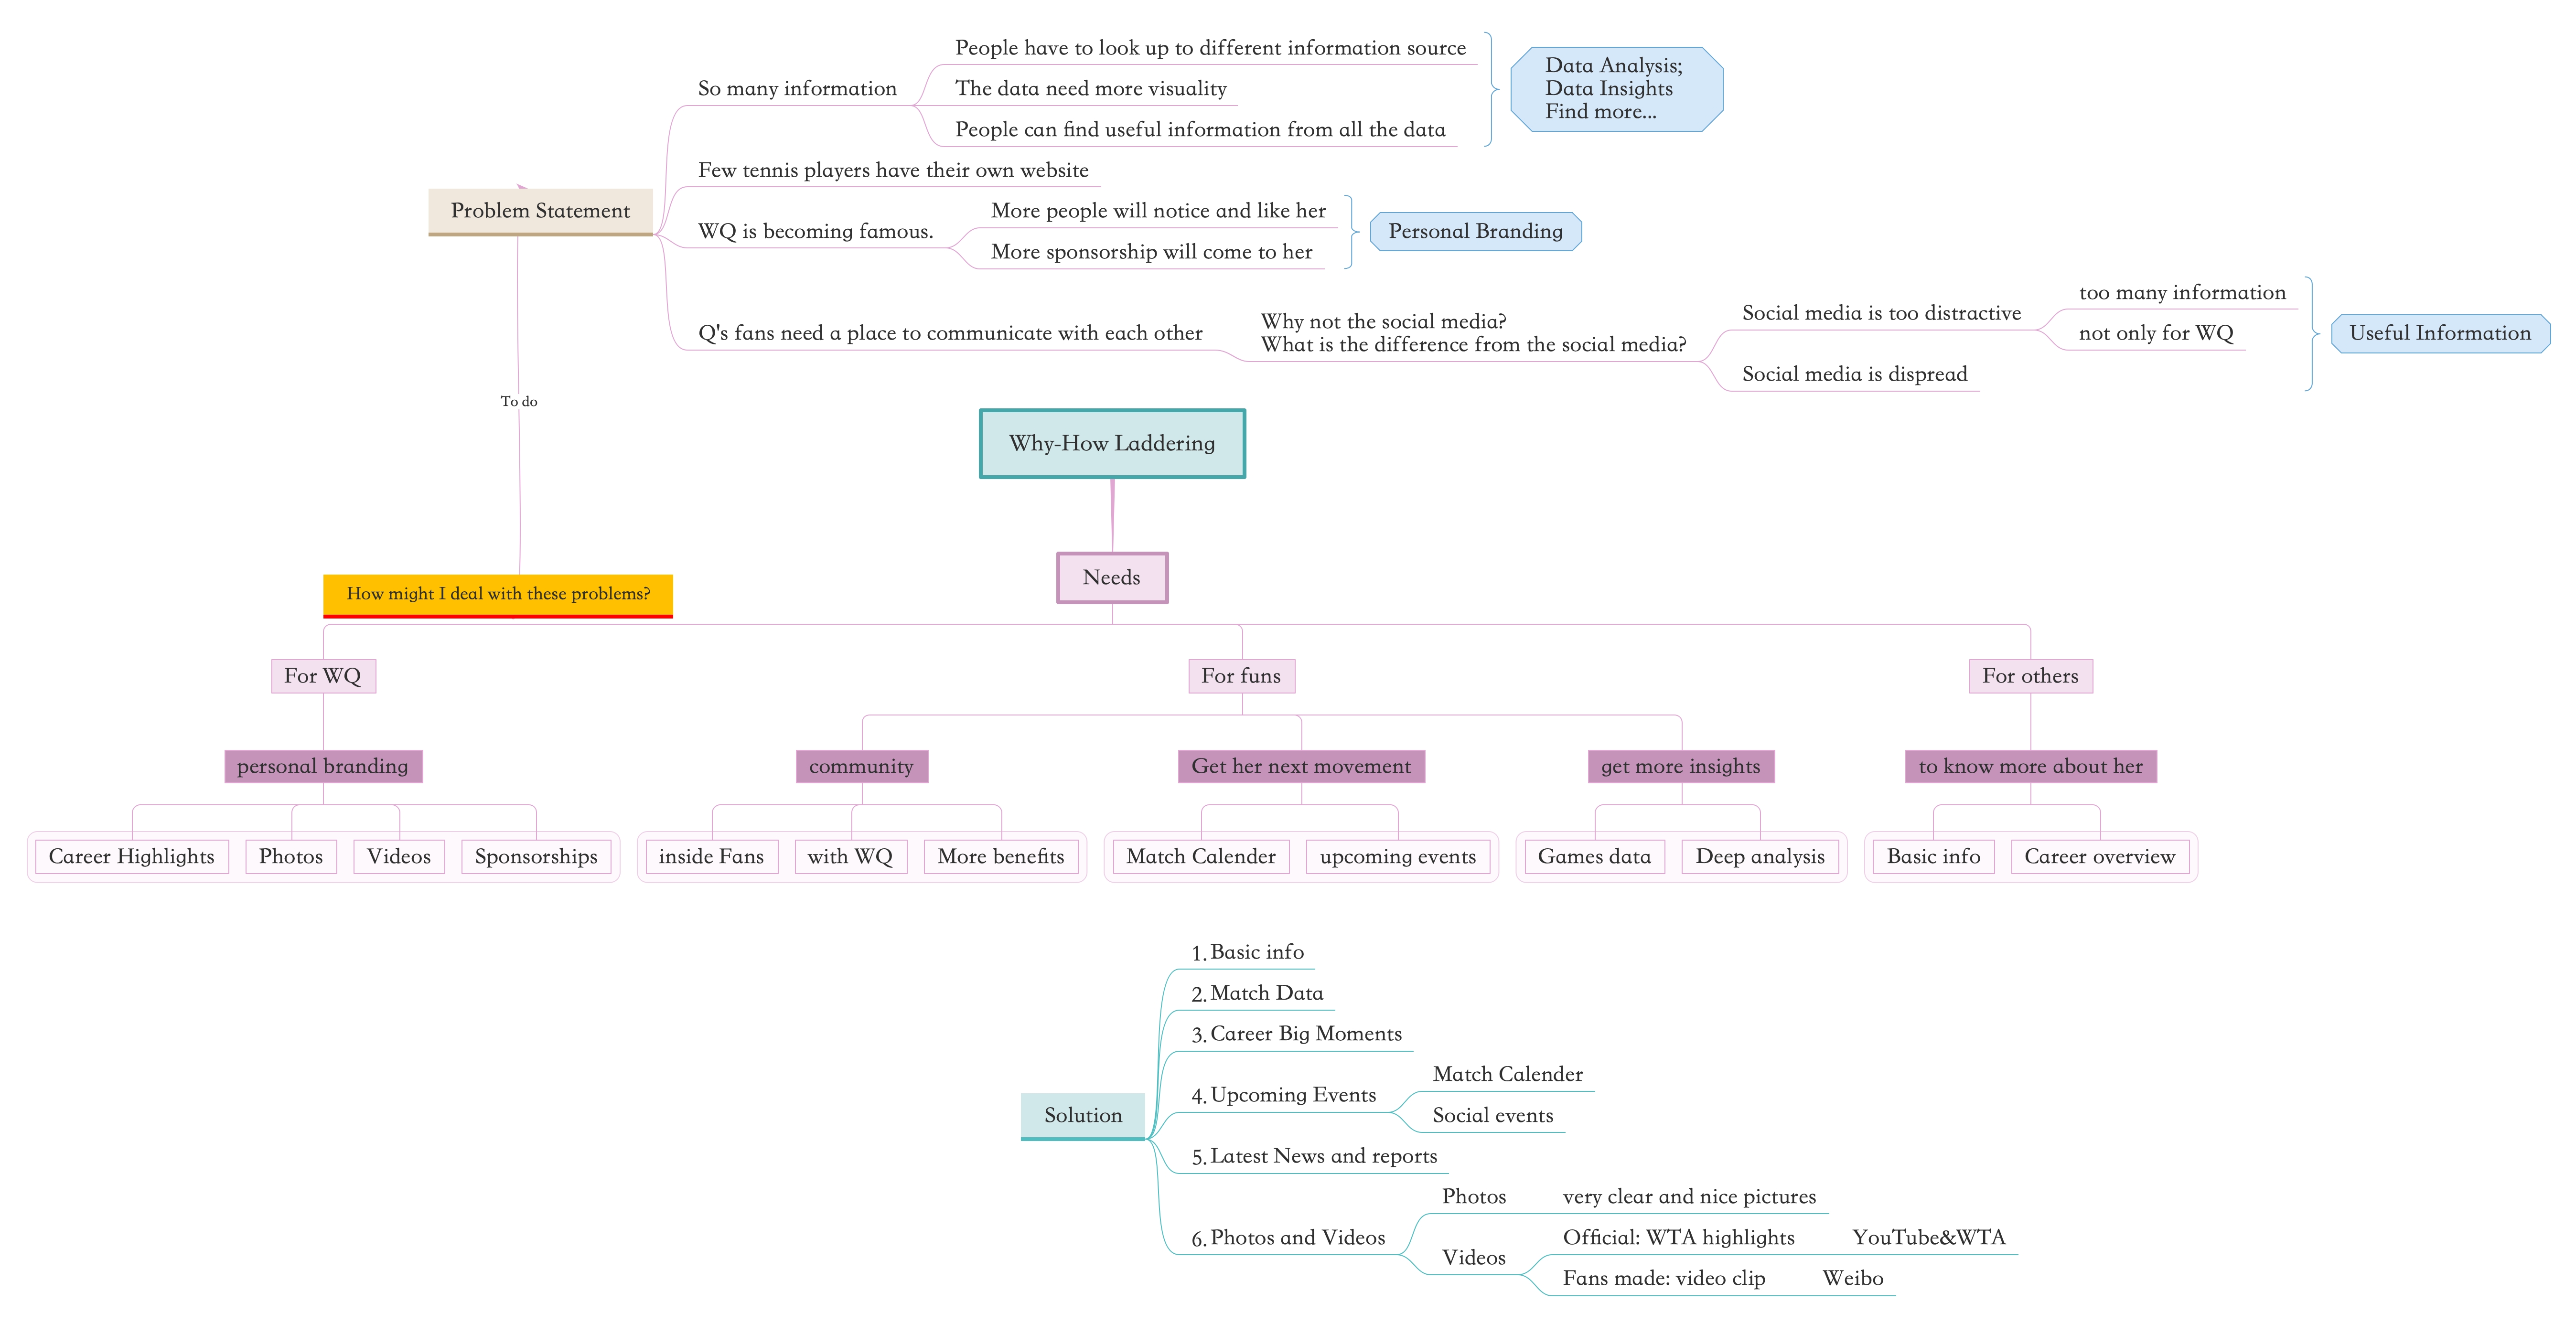 People have to look up to different information source
So many information
The data need more visuality
People can find useful information from all the data
Data Analysis;
Data Insights
Find more...
Few tennis players have their own website
Problem Statement
More people will notice and like her
WQ is becoming famous.
More sponsorship will come to her
Personal Branding
Q's fans need a place to communicate with each other
Why not the social media?
What is the difference from the social media?
Social media is too distractive
too many information
not only for WQ
Social media is dispread
Useful Information
To do
Why-How Laddering
Needs
How might I deal with these problems?
For WQ
For funs
For others
personal branding
community
Get her next movement
get more insights
to know more about her
Career Highlights
Photos
Videos
Sponsorships
inside Fans
with WQ
More benefits
Match Calender
upcoming events
Games data
Deep analysis
Basic info
Career overview
Solution
1. Basic info
2. Match Data
3. Career Big Moments
4. Upcoming Events
Match Calender
Social events
5. Latest News and reports
6. Photos and Videos
Photos
very clear and nice pictures
Videos
Official: WTA highlights
YouTube&WTA
Fans made: video clip
Weibo